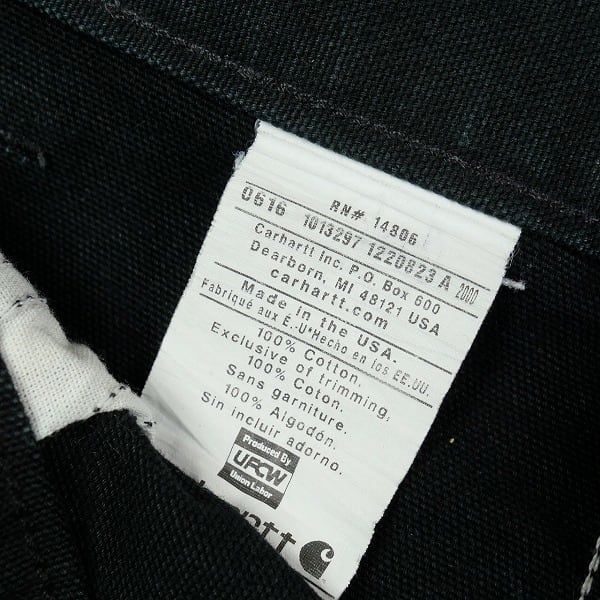 RN# 14806
0616 1013297 1220823 A 2000
Carhartt Inc. P.O. Box 600
Dearborn, MI 48121 USA
carhartt.com
Made in the USA.
Fabriqué aux É.-U*Hecho en los EE.UU.
100% Cotton.
Exclusive of trimming,
100% Coton.
Sans garniture.
100% Algodón.
Sin incluir adorno.
Produced By
UFCW
Union Labor